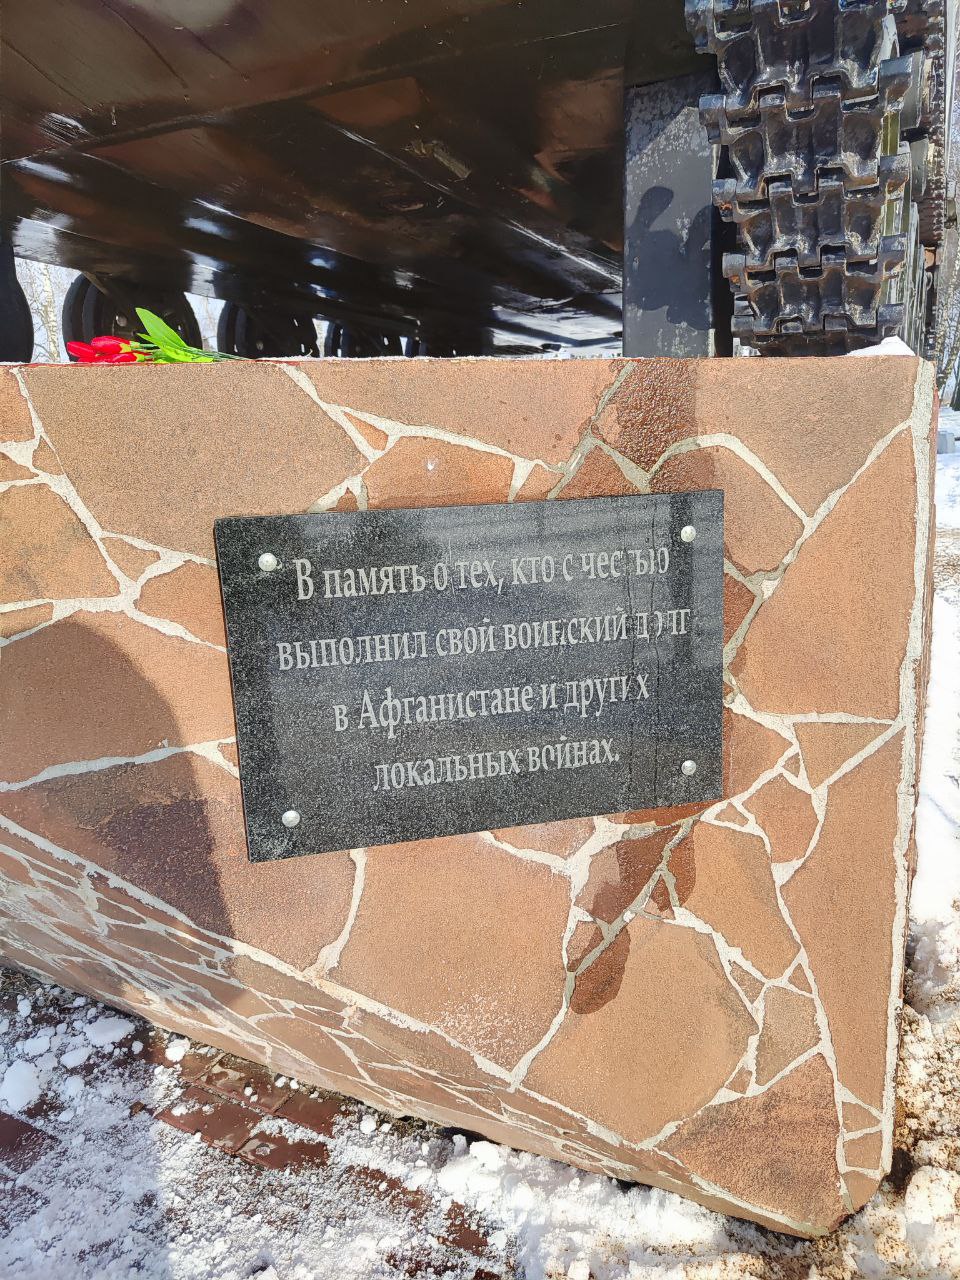 В память о тех, кто с честью
выполнил свой воинский долг
в Афганистане и других
локальных войнах.